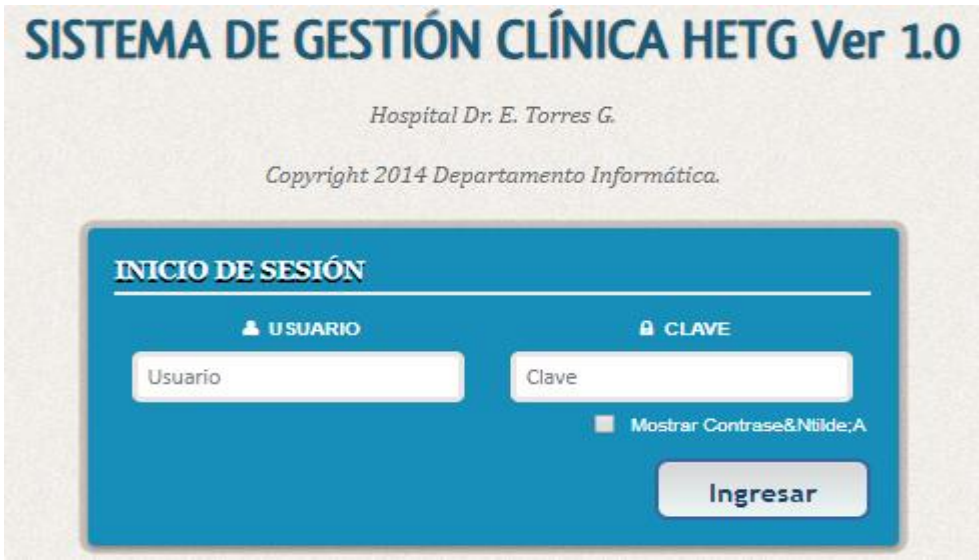 SISTEMA DE GESTIÓN CLÍNICA HETG Ver 1.0
Hospital Dr. E. Torres G.
Copyright 2014 Departamento Informática.
INICIO DE SESIÓN
USUARIO
CLAVE
Usuario
Clave
Mostrar Contrase&Ntilde;A
Ingresar